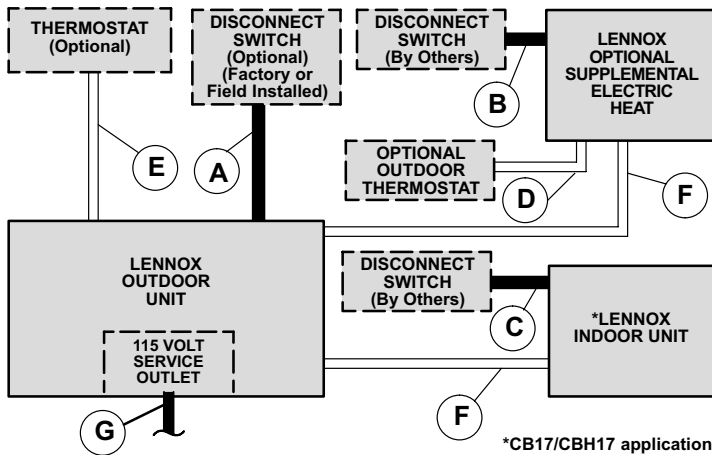 THERMOSTAT
(Optional)
DISCONNECT
SWITCH
(Optional)
(Factory or
Field Installed)
DISCONNECT
SWITCH
(By Others)
LENNOX
OPTIONAL
SUPPLEMENTAL
ELECTRIC
HEAT
B
E
A
OPTIONAL
OUTDOOR
THERMOSTAT
D
F
LENNOX
OUTDOOR
UNIT
DISCONNECT
SWITCH
(By Others)
C
*LENNOX
INDOOR UNIT
115 VOLT
SERVICE
OUTLET
F
G
*CB17/CBH17 application